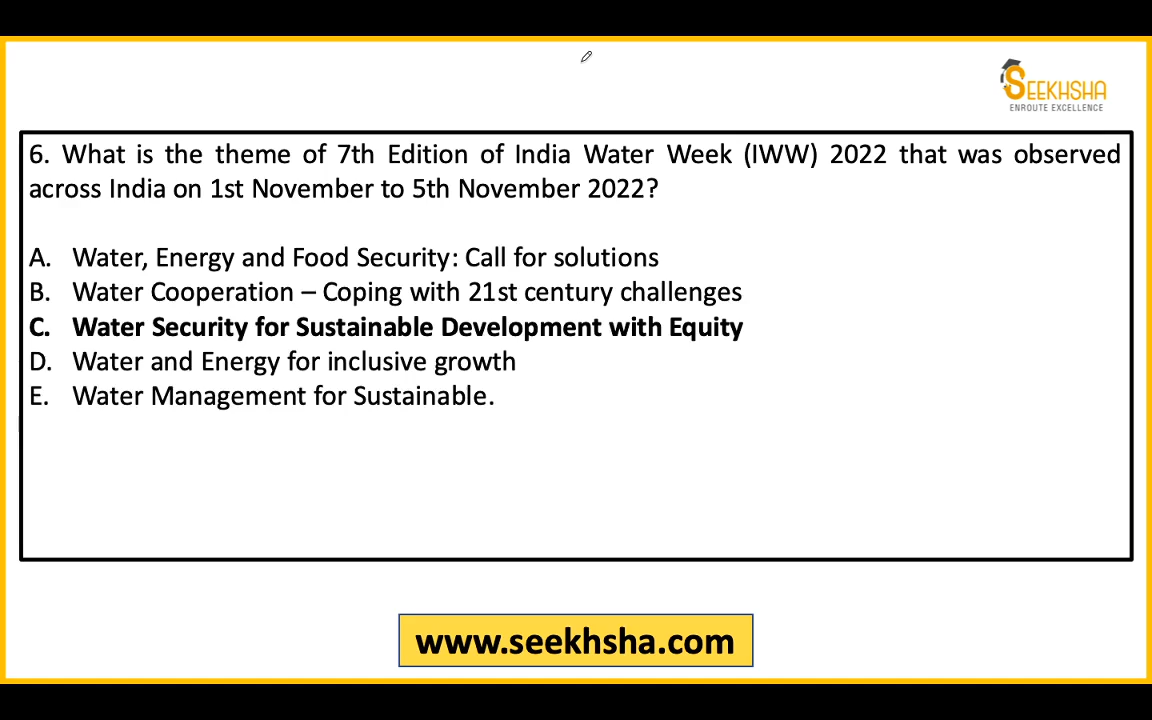 SEEKHSHA
ENROUTE EXCELLENCE
6. What is the theme of 7th Edition of India Water Week (IWW) 2022 that was observed
across India on 1st November to 5th November 2022?
A. Water, Energy and Food Security: Call for solutions
B. Water Cooperation – Coping with 21st century challenges
C. Water Security for Sustainable Development with Equity
D. Water and Energy for inclusive growth
E. Water Management for Sustainable.
www.seekhsha.com